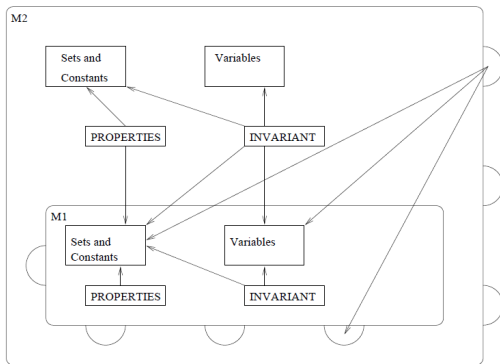 M2
Sets and
Constants
Variables
PROPERTIES
INVARIANT
M1
Sets and
Constants
Variables
PROPERTIES
INVARIANT